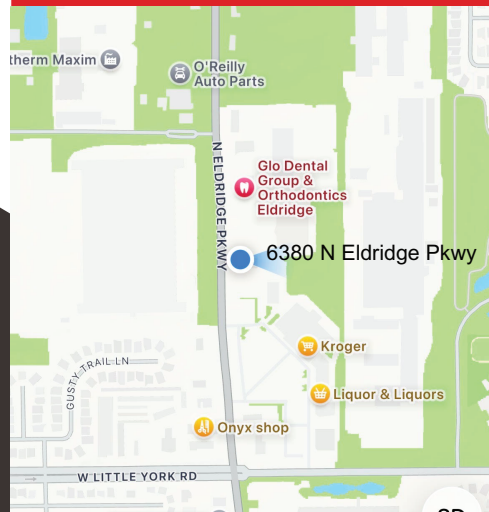 therm Maxim
O'Reilly
Auto Parts
N ELDRIDGE PKWY
Glo Dental
Group &
Orthodontics
Eldridge
6380 N Eldridge Pkwy
Kroger
GUSTY TRAIL LN
Liquor & Liquors
Onyx shop
W LITTLE YORK RD